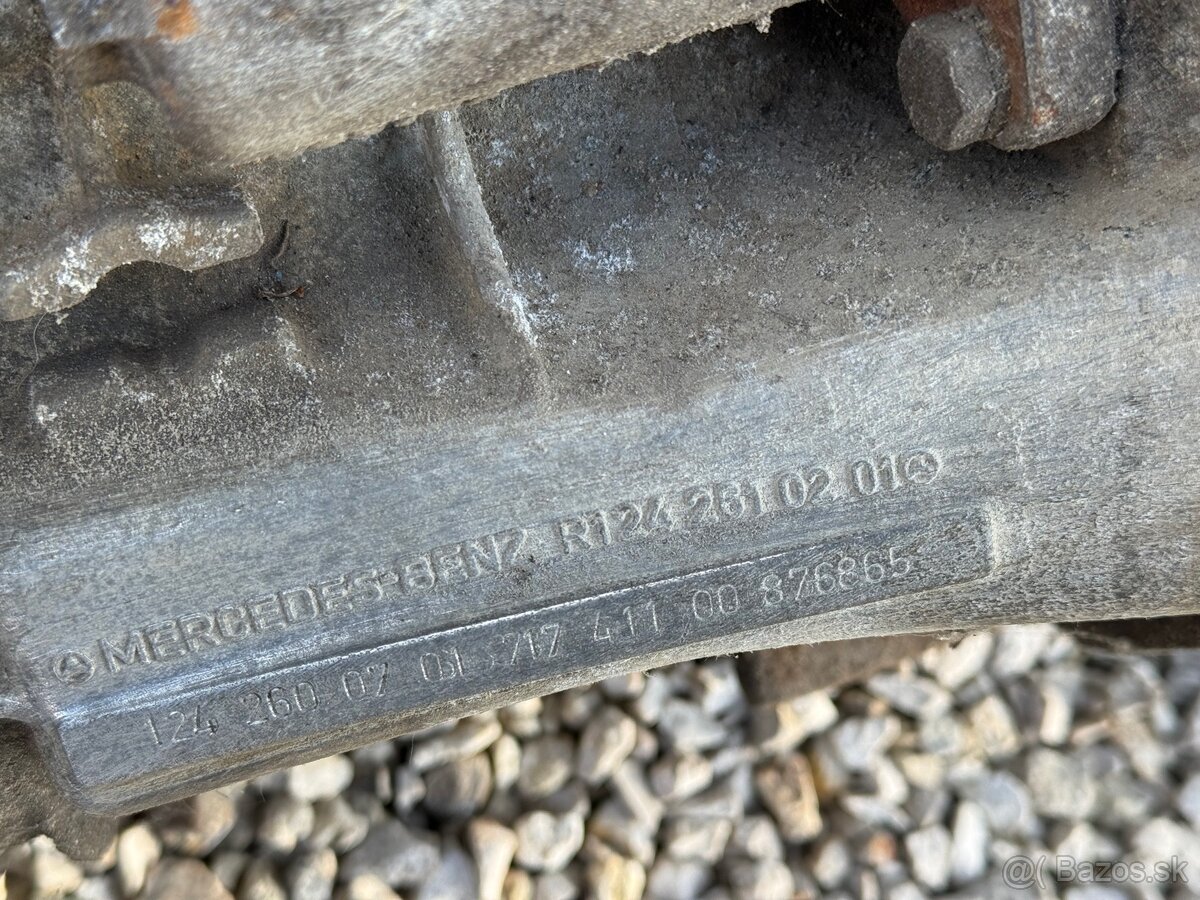 MERCEDES-BENZ R124 261 02 01
124 260 07 01 717 411 00 876865
@( Bazos.sk